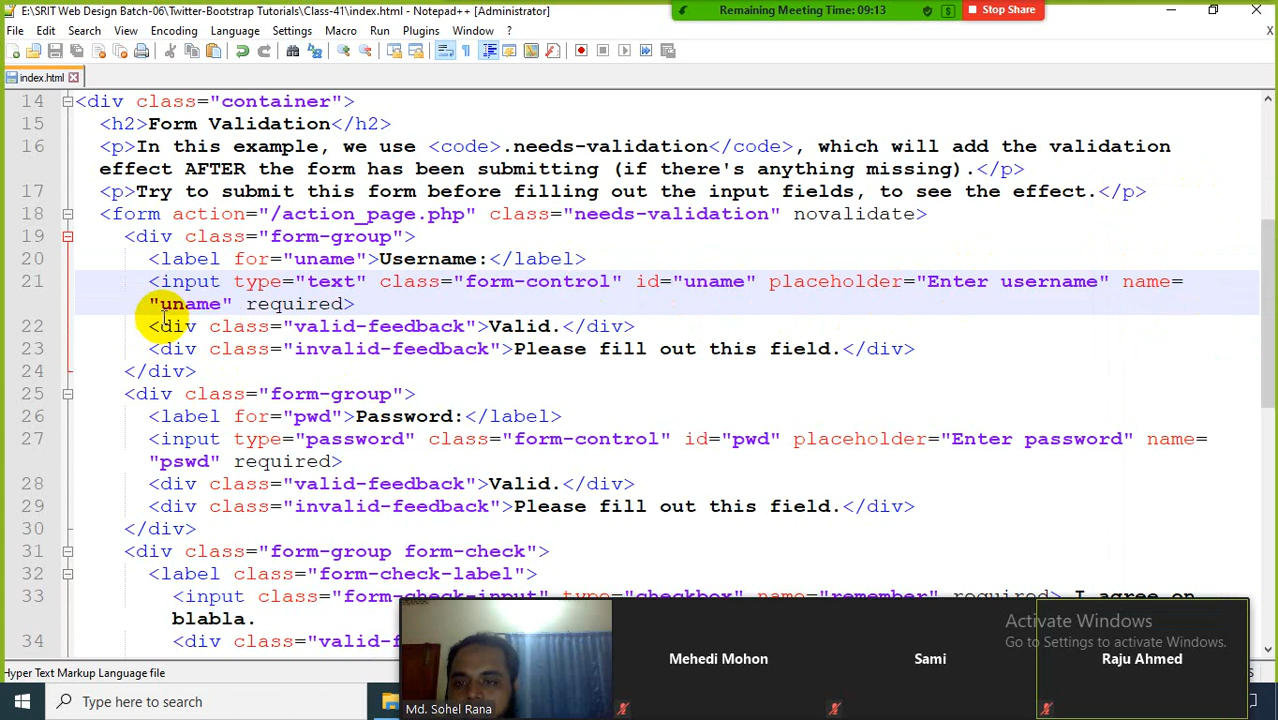 E:\SRIT Web Design Batch-06\Twitter-Bootstrap Tutorials\Class-41\index.html - Notepad++ [Administrator]
Remaining Meeting Time: 09:13
Stop Share
File Edit Search View Encoding Language Settings Macro Run Plugins Window ?
X
index.html
14 <div class="container">
15 <h2>Form Validation</h2>
16 <p>In this example, we use <code>.needs-validation</code>, which will add the validation
effect AFTER the form has been submitting (if there's anything missing).</p>
17 <p>Try to submit this form before filling out the input fields, to see the effect.</p>
18 <form action="/action_page.php" class="needs-validation" novalidate>
19 <div class="form-group">
20 <label for="uname">Username:</label>
21 <input type="text" class="form-control" id="uname" placeholder="Enter username" name=
"uname" required>
22 <div class="valid-feedback">Valid.</div>
23 <div class="invalid-feedback">Please fill out this field.</div>
24 </div>
25 <div class="form-group">
26 <label for="pwd">Password:</label>
27 <input type="password" class="form-control" id="pwd" placeholder="Enter password" name=
"pswd" required>
28 <div class="valid-feedback">Valid.</div>
29 <div class="invalid-feedback">Please fill out this field.</div>
30 </div>
31 <div class="form-group form-check">
32 <label class="form-check-label">
33 <input class="form-check-input" type="checkbox" name="remember" required> I agree on
blabla.
34 <div class="valid-f
Activate Windows
Go to Settings to activate Windows.
Mehedi Mohon
Sami
Raju Ahmed
Hyper Text Markup Language file
Type here to search
Md. Sohel Rana